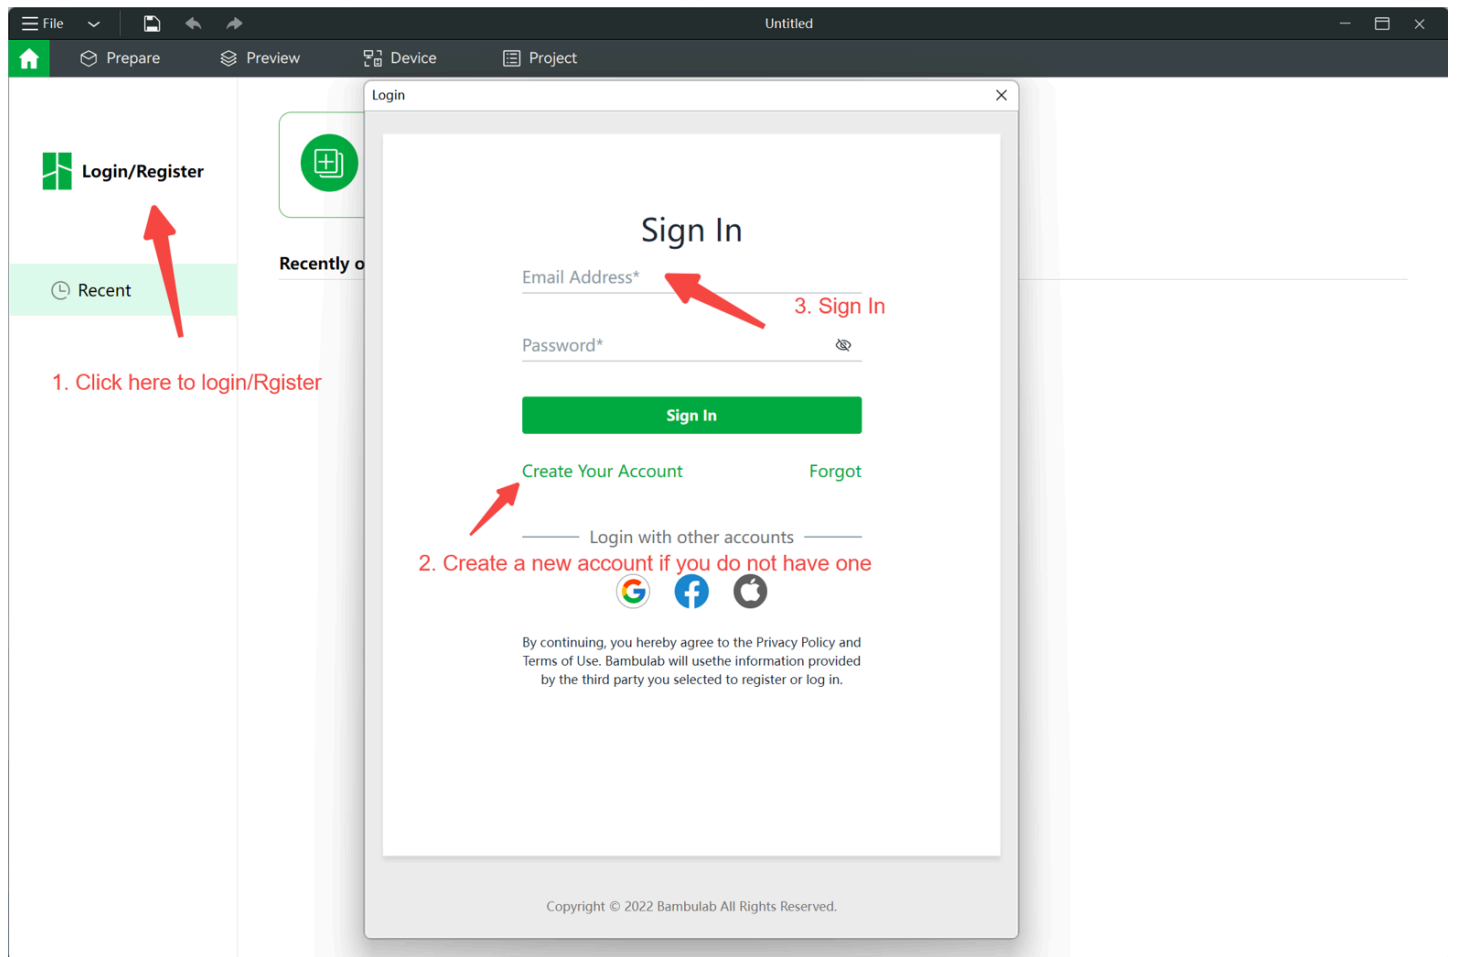 File
Untitled
Prepare
Preview
Device
Project
Login
Login/Register
Sign In
Recently o
Email Address*
Recent
3. Sign In
Password*
1. Click here to login/Rgister
Sign In
Create Your Account
Forgot
Login with other accounts
2. Create a new account if you do not have one
By continuing, you hereby agree to the Privacy Policy and
Terms of Use. Bambulab will usethe information provided
by the third party you selected to register or log in.
Copyright © 2022 Bambulab All Rights Reserved.